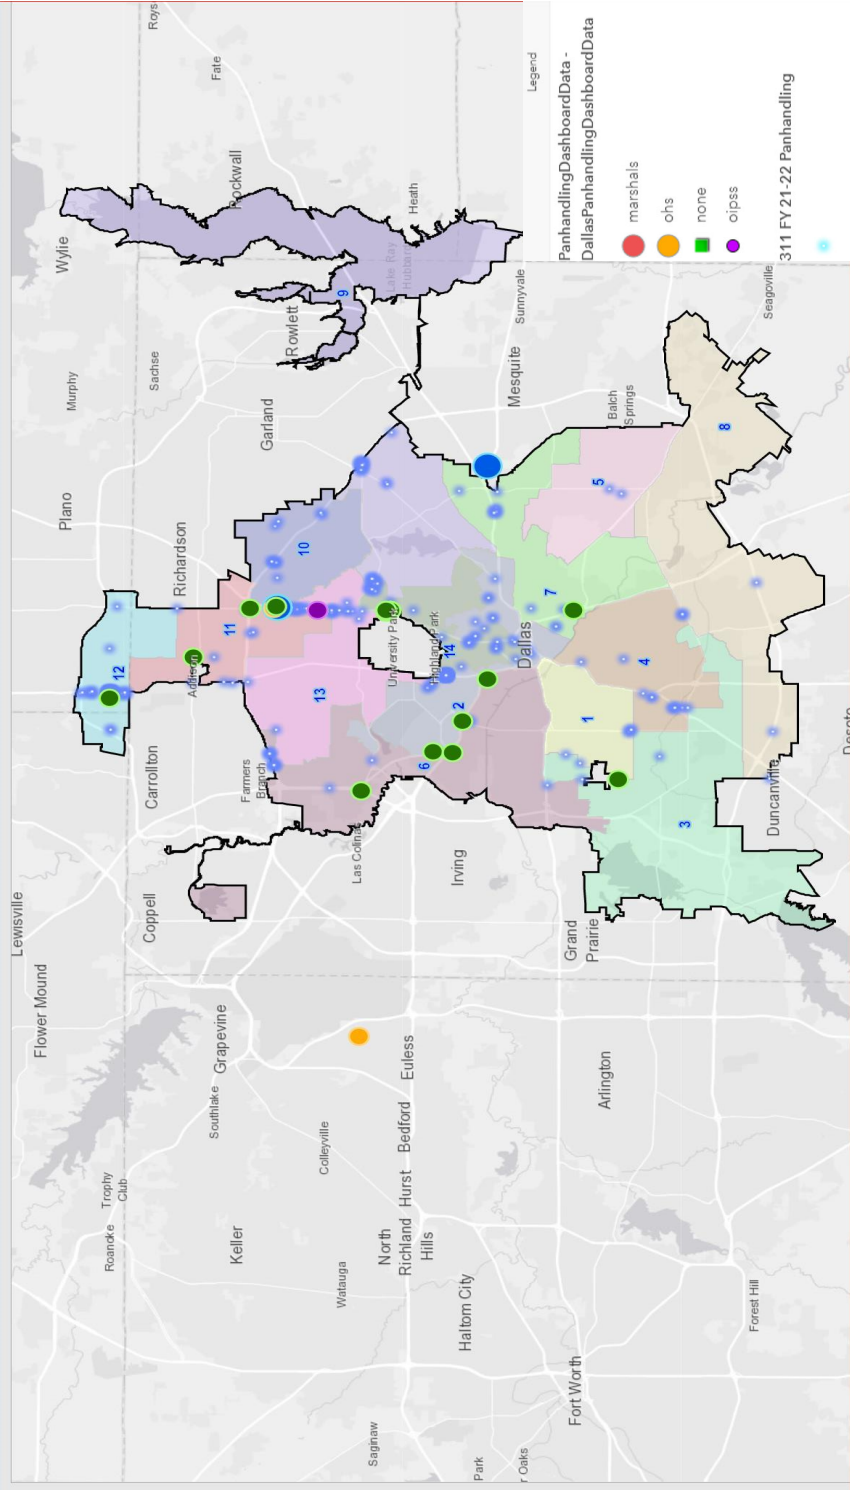 Lewisville
Flower Mound
Roanoke
Trophy
Club
Southlake
Grapevine
Coppell
Carrollton
Plano
Murphy
Wylie
Sachse
Richardson
Addison
Farmers
Branch
Garland
Rowlett
Rockwall
Fate
Heath
Lake Ray
Keller
Watauga
Colleyville
North
Richland
Hills
Hurst
Bedford
Euless
Las Colinas
Irving
University Park
Highland Park
Dallas
Mesquite
Sunnyvale
Balch
Springs
Seagoville
Saginaw
Haltom City
Fort Worth
Forest Hill
Arlington
Grand
Prairie
Duncanville
Park
12
11
10
13
9
14
2
6
7
5
1
4
3
8
Legend
PanhandlingDashboardData -
DallasPanhandlingDashboardData
marshals
ohs
none
oipss
311 FY 21-22 Panhandling